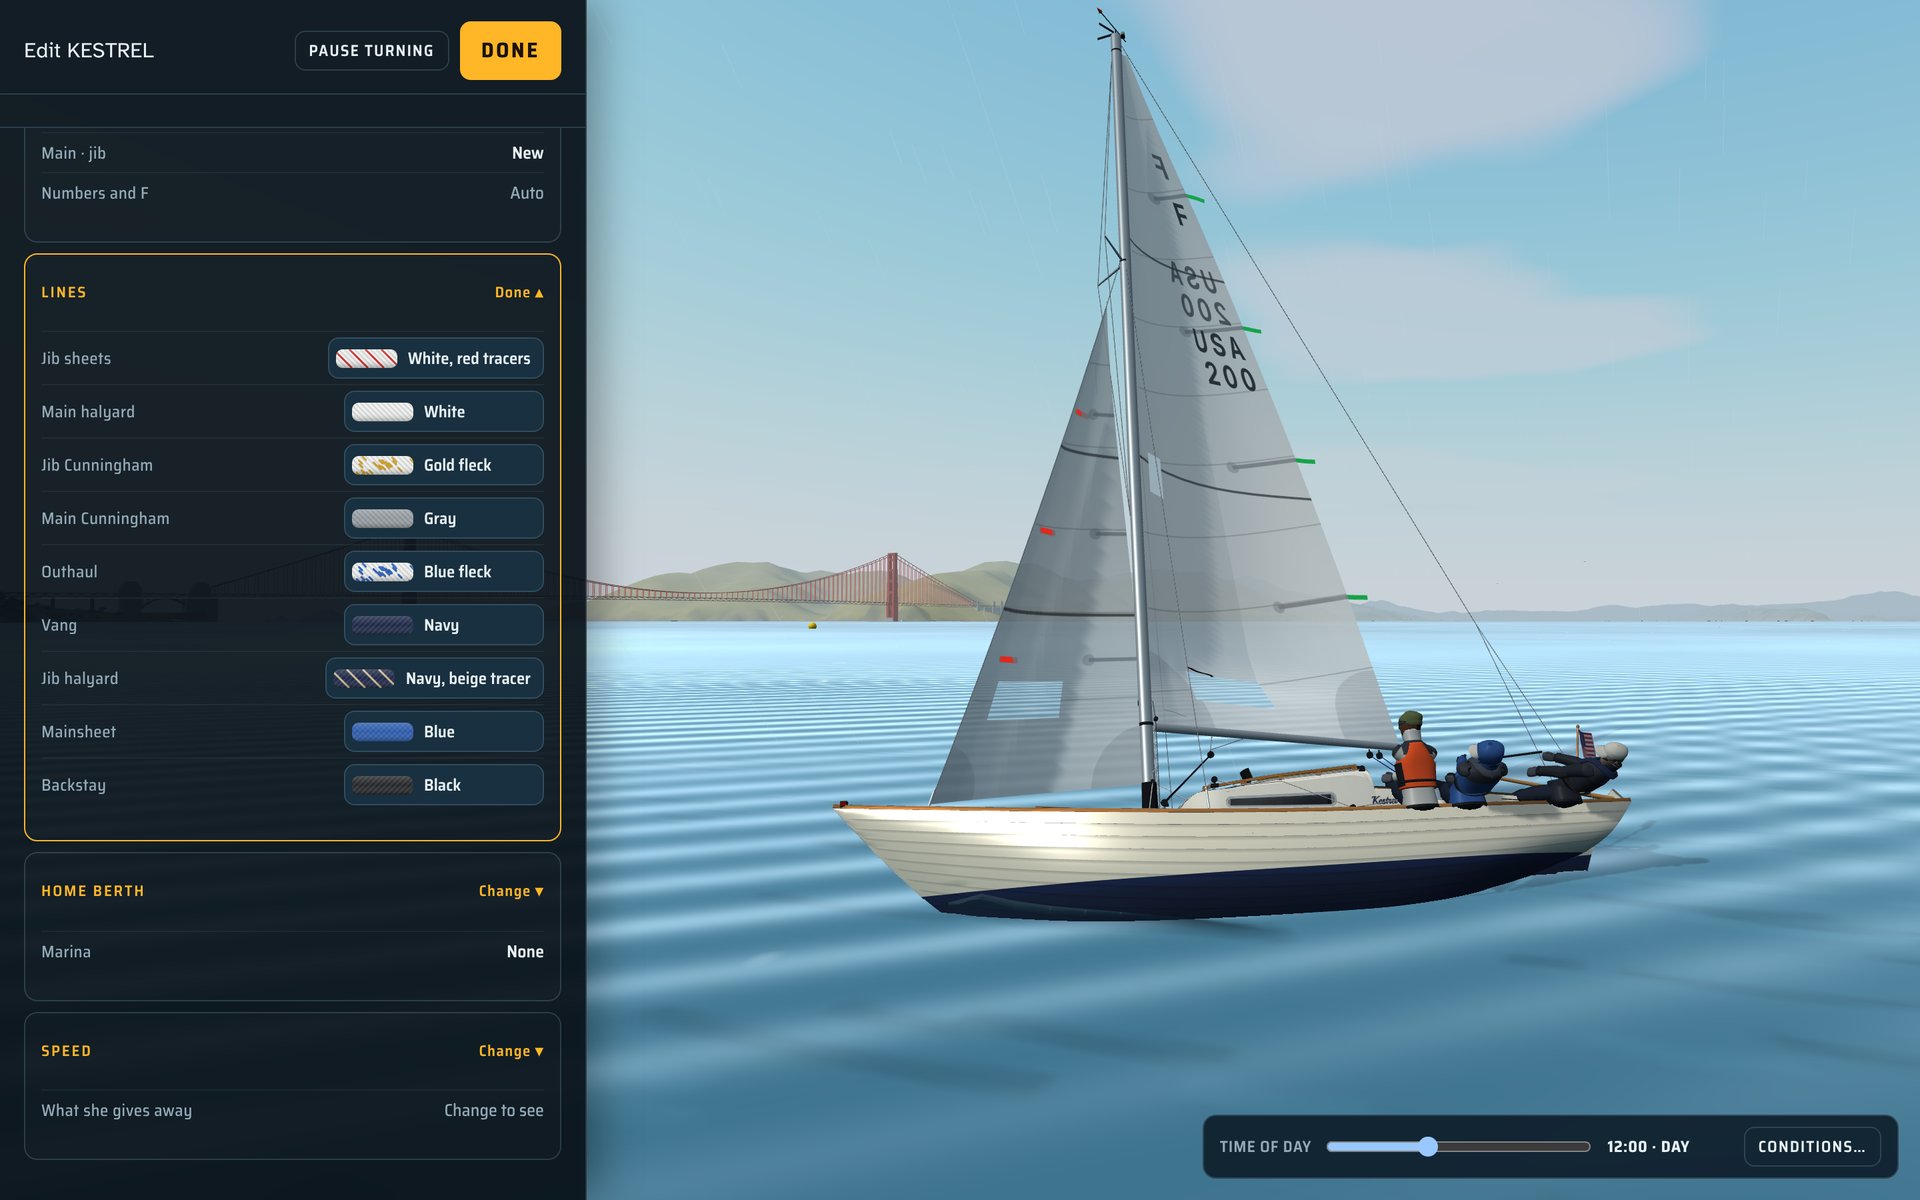 Edit KESTREL
PAUSE TURNING
DONE
Main · jib
New
Numbers and F
Auto
LINES
Done ▲
Jib sheets
White, red tracers
Main halyard
White
Jib Cunningham
Gold fleck
Main Cunningham
Gray
Outhaul
Blue fleck
Vang
Navy
Jib halyard
Navy, beige tracer
Mainsheet
Blue
Backstay
Black
HOME BERTH
Change ▼
Marina
None
SPEED
Change ▼
What she gives away
Change to see
F
F
USA
200
USA
200
Kestrel
TIME OF DAY
12:00 · DAY
CONDITIONS...